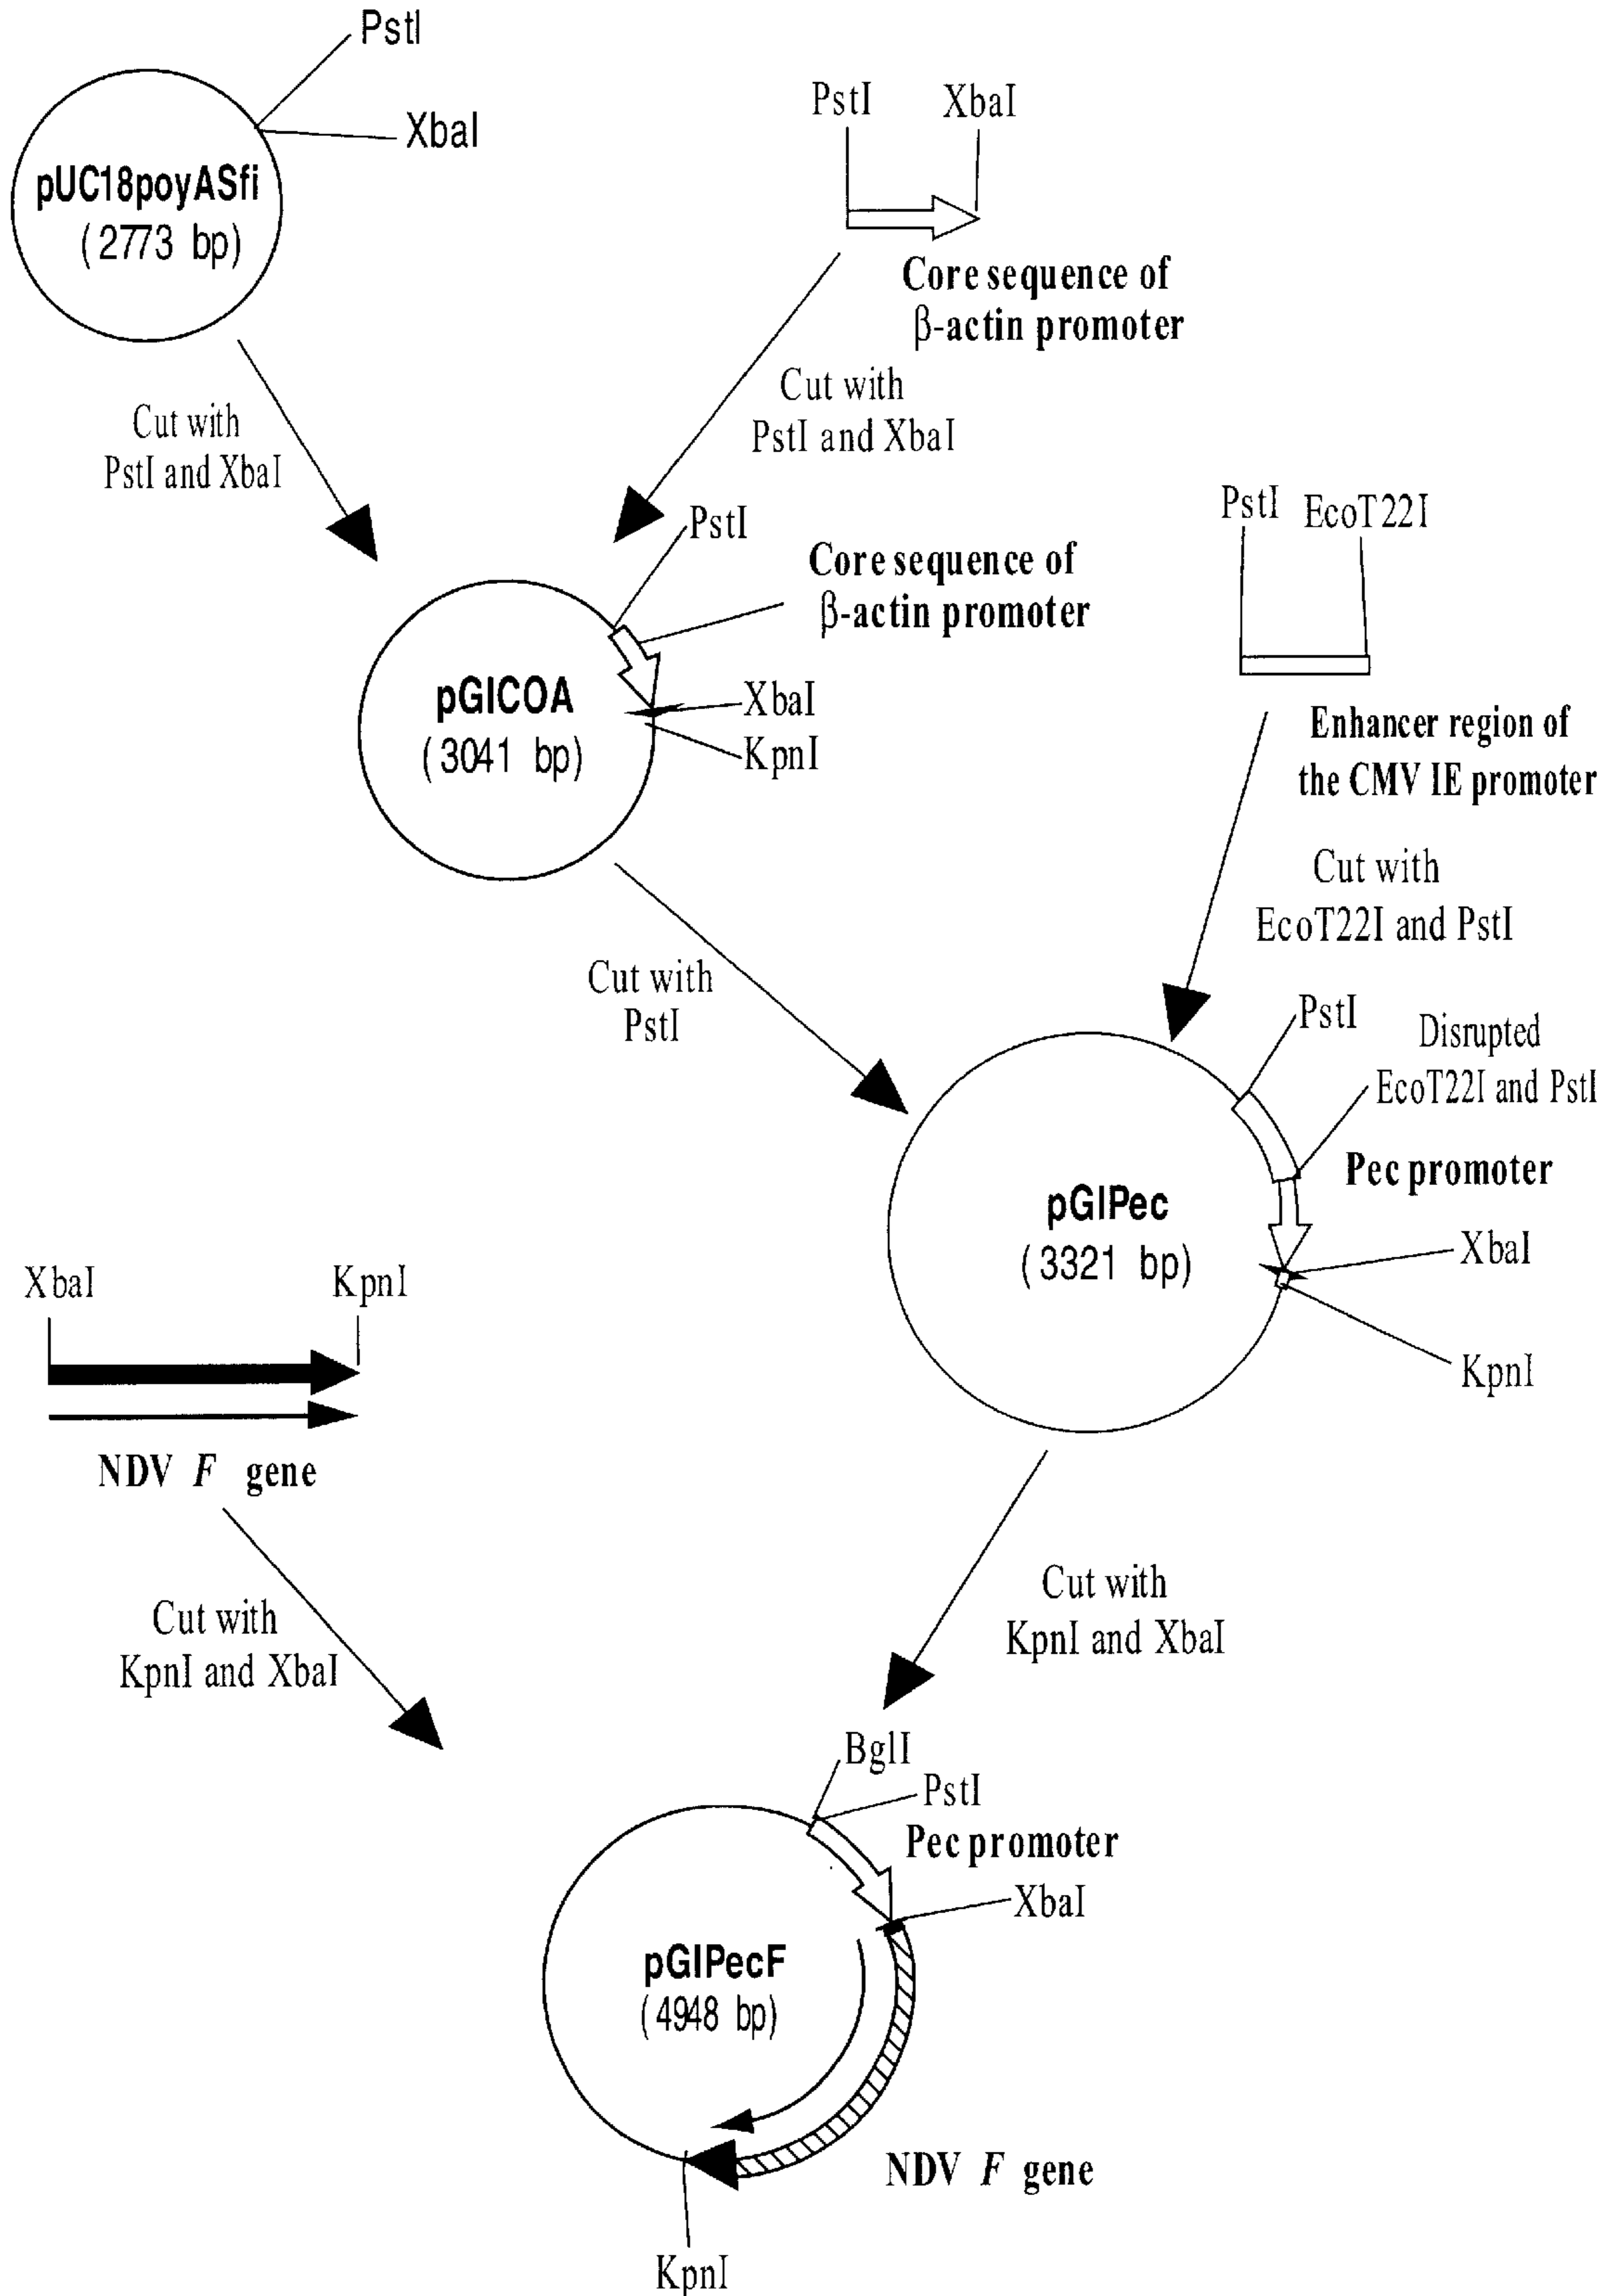 PstI
XbaI
pUC18poyASfi
(2773 bp)
PstI XbaI
Core sequence of
β-actin promoter
Cut with
PstI and XbaI
Cut with
PstI and XbaI
PstI
Core sequence of
β-actin promoter
pGICOA
(3041 bp)
XbaI
KpnI
PstI EcoT22I
Enhancer region of
the CMV IE promoter
Cut with
EcoT22I and PstI
Cut with
PstI
PstI
Disrupted
EcoT22I and PstI
Pec promoter
pGIPec
(3321 bp)
XbaI
KpnI
XbaI KpnI
NDV F gene
Cut with
KpnI and XbaI
Cut with
KpnI and XbaI
BglI
PstI
Pec promoter
XbaI
pGIPecF
(4948 bp)
NDV F gene
KpnI